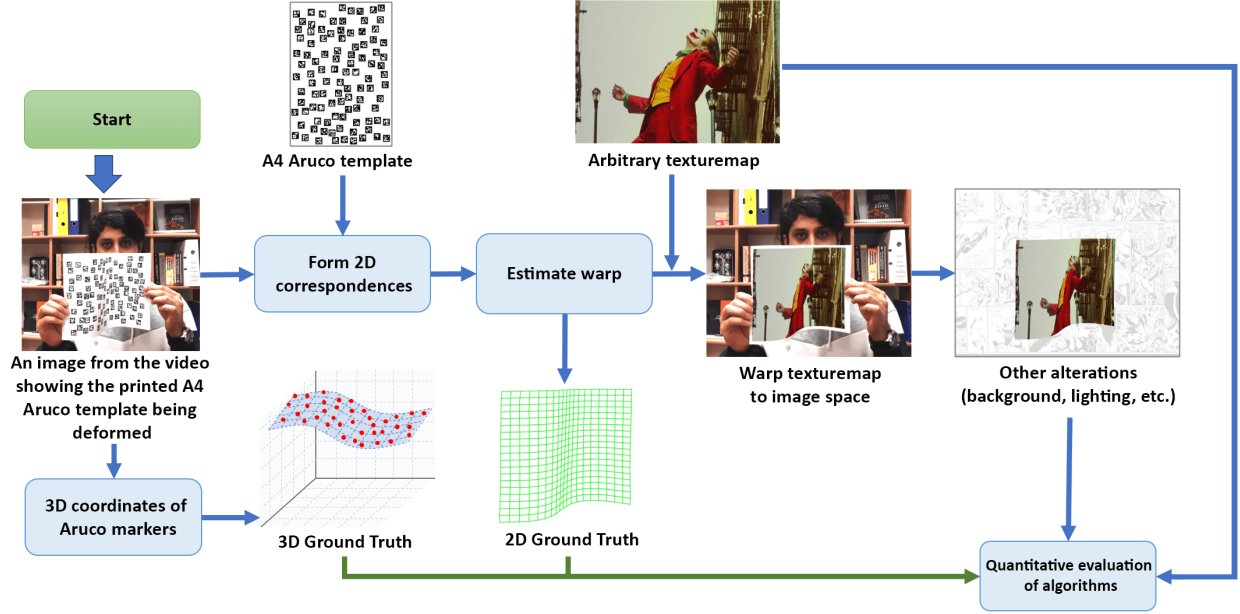 Start
A4 Aruco template
Arbitrary texturemap
Form 2D
correspondences
Estimate warp
An image from the video
showing the printed A4
Aruco template being
deformed
Warp texturemap
to image space
Other alterations
(background, lighting, etc.)
3D coordinates of
Aruco markers
3D Ground Truth
2D Ground Truth
Quantitative evaluation
of algorithms